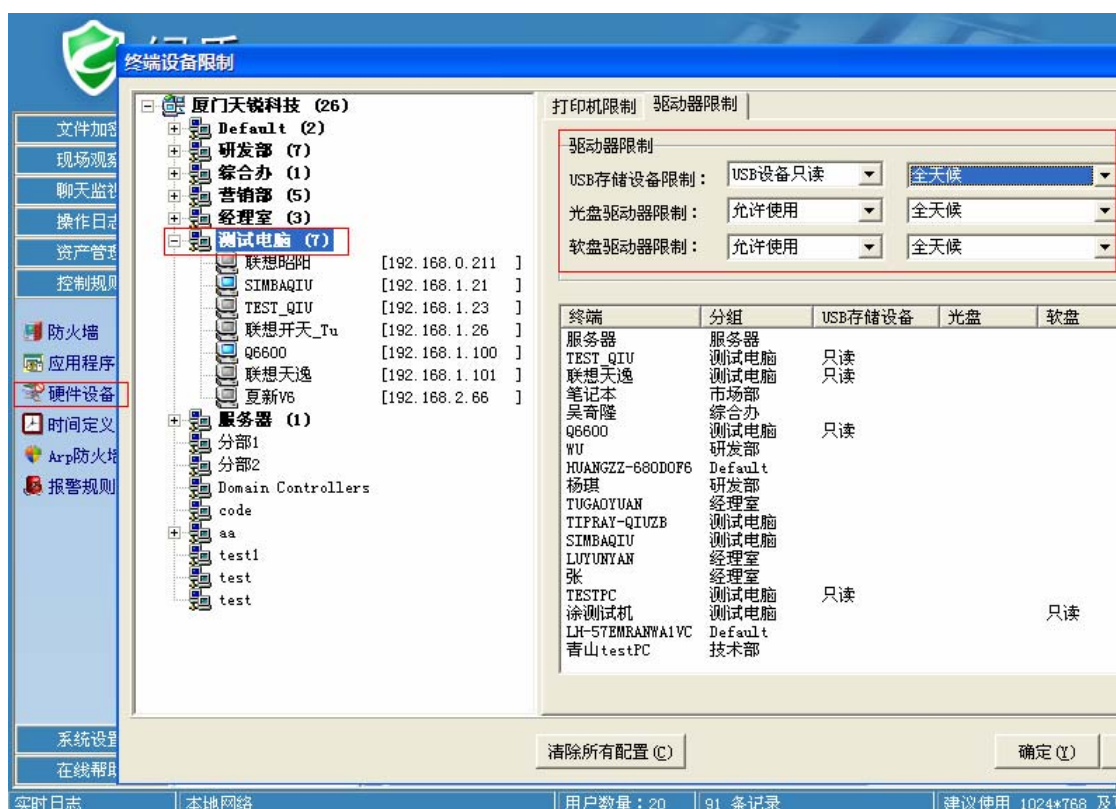 终端设备限制
文件加密
现场观察
聊天监视
操作日志
资产管理
控制规则
防火墙
应用程序
硬件设备
时间定义
Arp防火墙
报警规则
系统设置
在线帮助
厦门天锐科技 (26)
Default (2)
研发部 (7)
综合办 (1)
营销部 (5)
经理室 (3)
测试电脑 (7)
联想昭阳 [192.168.0.211 ]
SIMBAQIU [192.168.1.21 ]
TEST_QIU [192.168.1.23 ]
联想开天_Tu [192.168.1.26 ]
Q6600 [192.168.1.100 ]
联想天逸 [192.168.1.101 ]
夏新V6 [192.168.2.66 ]
服务器 (1)
分部1
分部2
Domain Controllers
code
aa
test1
test
test
打印机限制 驱动器限制
驱动器限制
USB存储设备限制: USB设备只读 全天候
光盘驱动器限制: 允许使用 全天候
软盘驱动器限制: 允许使用 全天候
终端 分组 USB存储设备 光盘 软盘
服务器 服务器
TEST_QIU 测试电脑 只读
联想天逸 测试电脑 只读
笔记本 市场部
吴奇隆 综合办
Q6600 测试电脑 只读
WU 研发部
HUANGZZ-680D0F6 Default
杨琪 研发部
TUGAOYUAN 经理室
TIPRAY-QIUZB 测试电脑
SIMBAQIU 测试电脑
LUYUNYAN 经理室
张 经理室
TESTPC 测试电脑 只读
涂测试机 测试电脑 只读
LH-57EMRANWA1VC Default
青山testPC 技术部
清除所有配置(C) 确定(Y)
实时日志 本地网络 用户数量:20 91 条记录 建议使用 1024*768 及